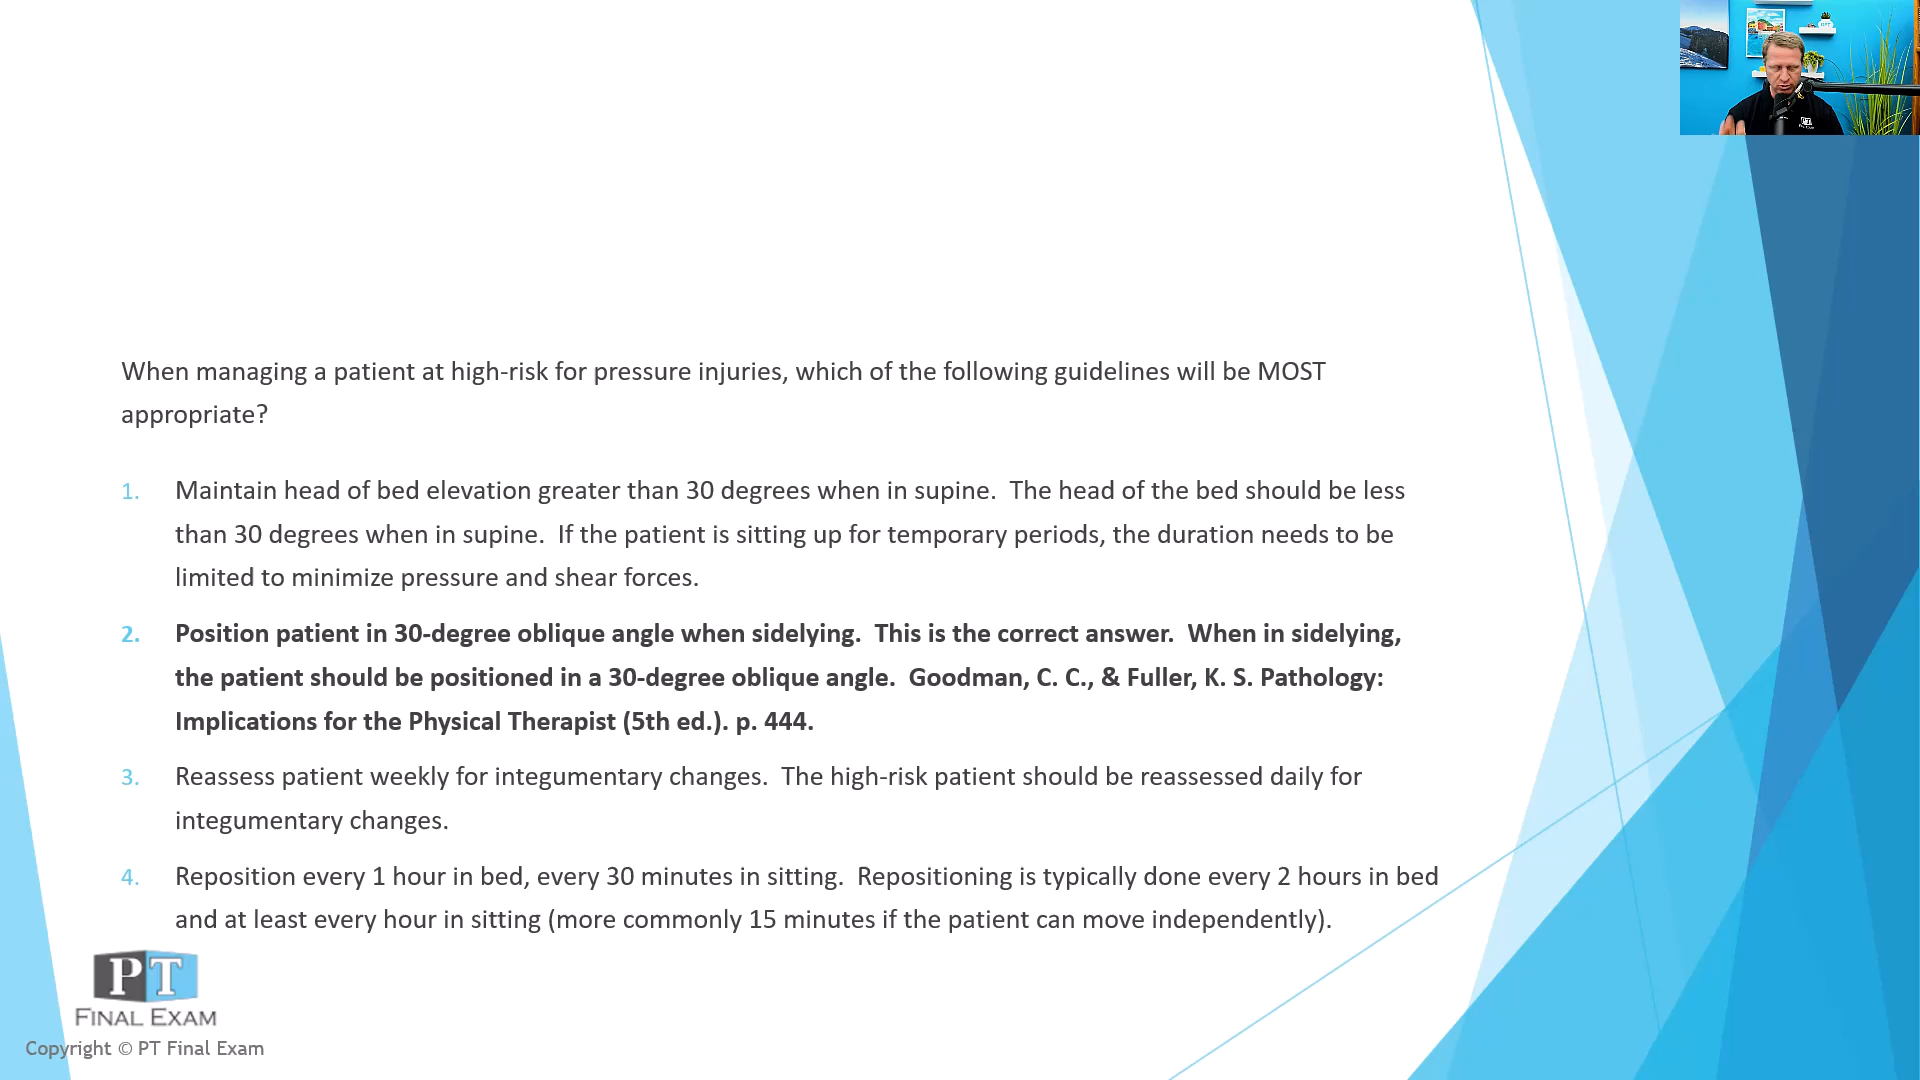 When managing a patient at high-risk for pressure injuries, which of the following guidelines will be MOST
appropriate?
1. Maintain head of bed elevation greater than 30 degrees when in supine. The head of the bed should be less
than 30 degrees when in supine. If the patient is sitting up for temporary periods, the duration needs to be
limited to minimize pressure and shear forces.
2. Position patient in 30-degree oblique angle when sidelying. This is the correct answer. When in sidelying,
the patient should be positioned in a 30-degree oblique angle. Goodman, C. C., & Fuller, K. S. Pathology:
Implications for the Physical Therapist (5th ed.). p. 444.
3. Reassess patient weekly for integumentary changes. The high-risk patient should be reassessed daily for
integumentary changes.
4. Reposition every 1 hour in bed, every 30 minutes in sitting. Repositioning is typically done every 2 hours in bed
and at least every hour in sitting (more commonly 15 minutes if the patient can move independently).
PT
FINAL EXAM
Copyright © PT Final Exam